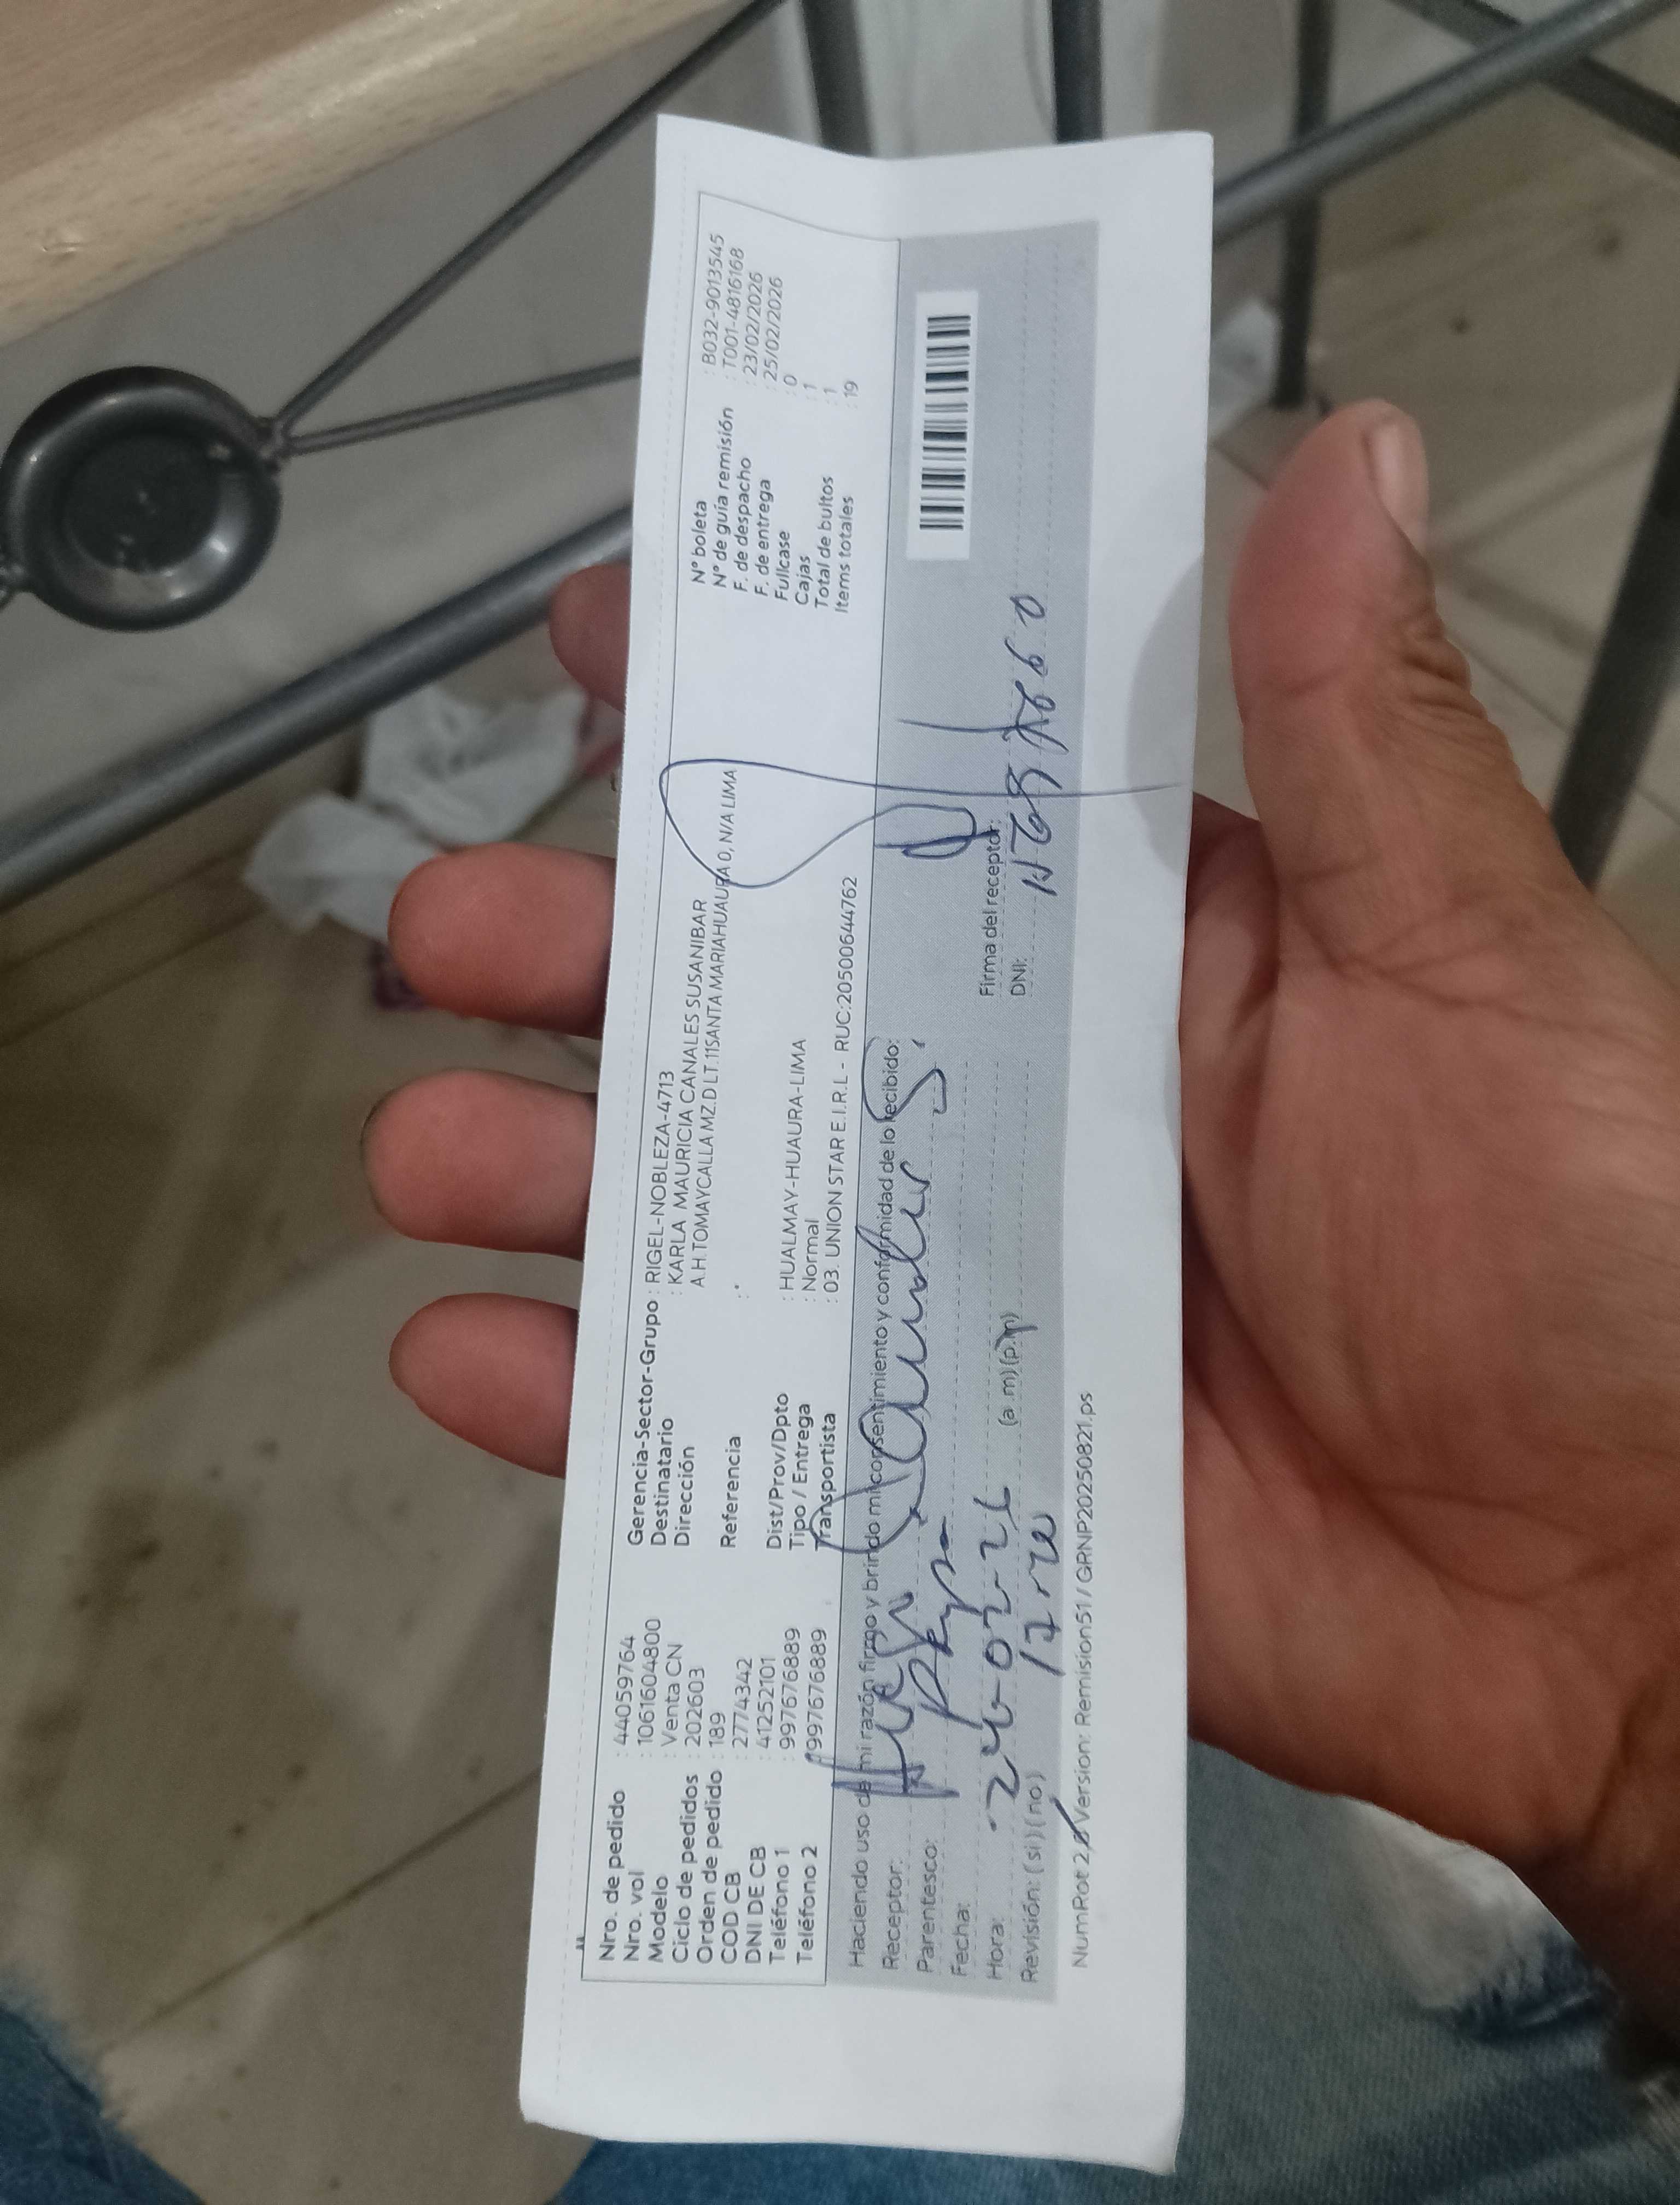 Nro. de pedido : 44059764
Nro. vol : 1061604800
Modelo : Venta CN
Ciclo de pedidos : 202603
Orden de pedido : 189
COD CB : 2774342
DNI DE CB : 41252101
Teléfono 1 : 997676889
Teléfono 2 : 997676889
Gerencia-Sector-Grupo : RIGEL-NOBLEZA-4713
Destinatario : KARLA MAURICIA CANALES SUSANIBAR
Dirección A.H.TOMAYCALLA MZ.D LT.11SANTA MARIAHUAURA 0, N/A LIMA
Referencia : .
Dist/Prov/Dpto : HUALMAY-HUAURA-LIMA
Tipo / Entrega : Normal
Transportista : 03. UNION STAR E.I.R.L - RUC:20500644762
N° boleta : B032-9013545
N° de guía remisión : T001-4816168
F. de despacho : 23/02/2026
F. de entrega : 25/02/2026
Fullcase : 0
Cajas : 1
Total de bultos : 1
Items totales : 19
Haciendo uso de mi razón firmo y brindo mi consentimiento y conformidad de lo recibido:
Receptor: Canales S.
Parentesco:
Fecha: 24-02-26
Hora: (a m) (p.m)
Revisión: (si) (no)
Firma del receptor:
DNI:
NumRot 2,0 Version: Remision51 / GRNP20250821.ps